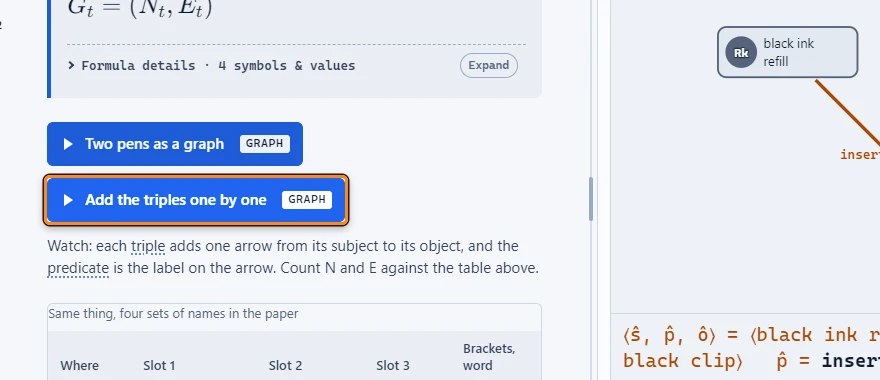 G_t = (N_t, E_t)
Formula details · 4 symbols & values
Expand
Two pens as a graph GRAPH
Add the triples one by one GRAPH
Watch: each triple adds one arrow from its subject to its object, and the
predicate is the label on the arrow. Count N and E against the table above.
Same thing, four sets of names in the paper
Where Slot 1 Slot 2 Slot 3 Brackets,
word
Rk black ink
refill
⟨ŝ, p̂, ô⟩ = ⟨black ink
black clip⟩ p̂ =